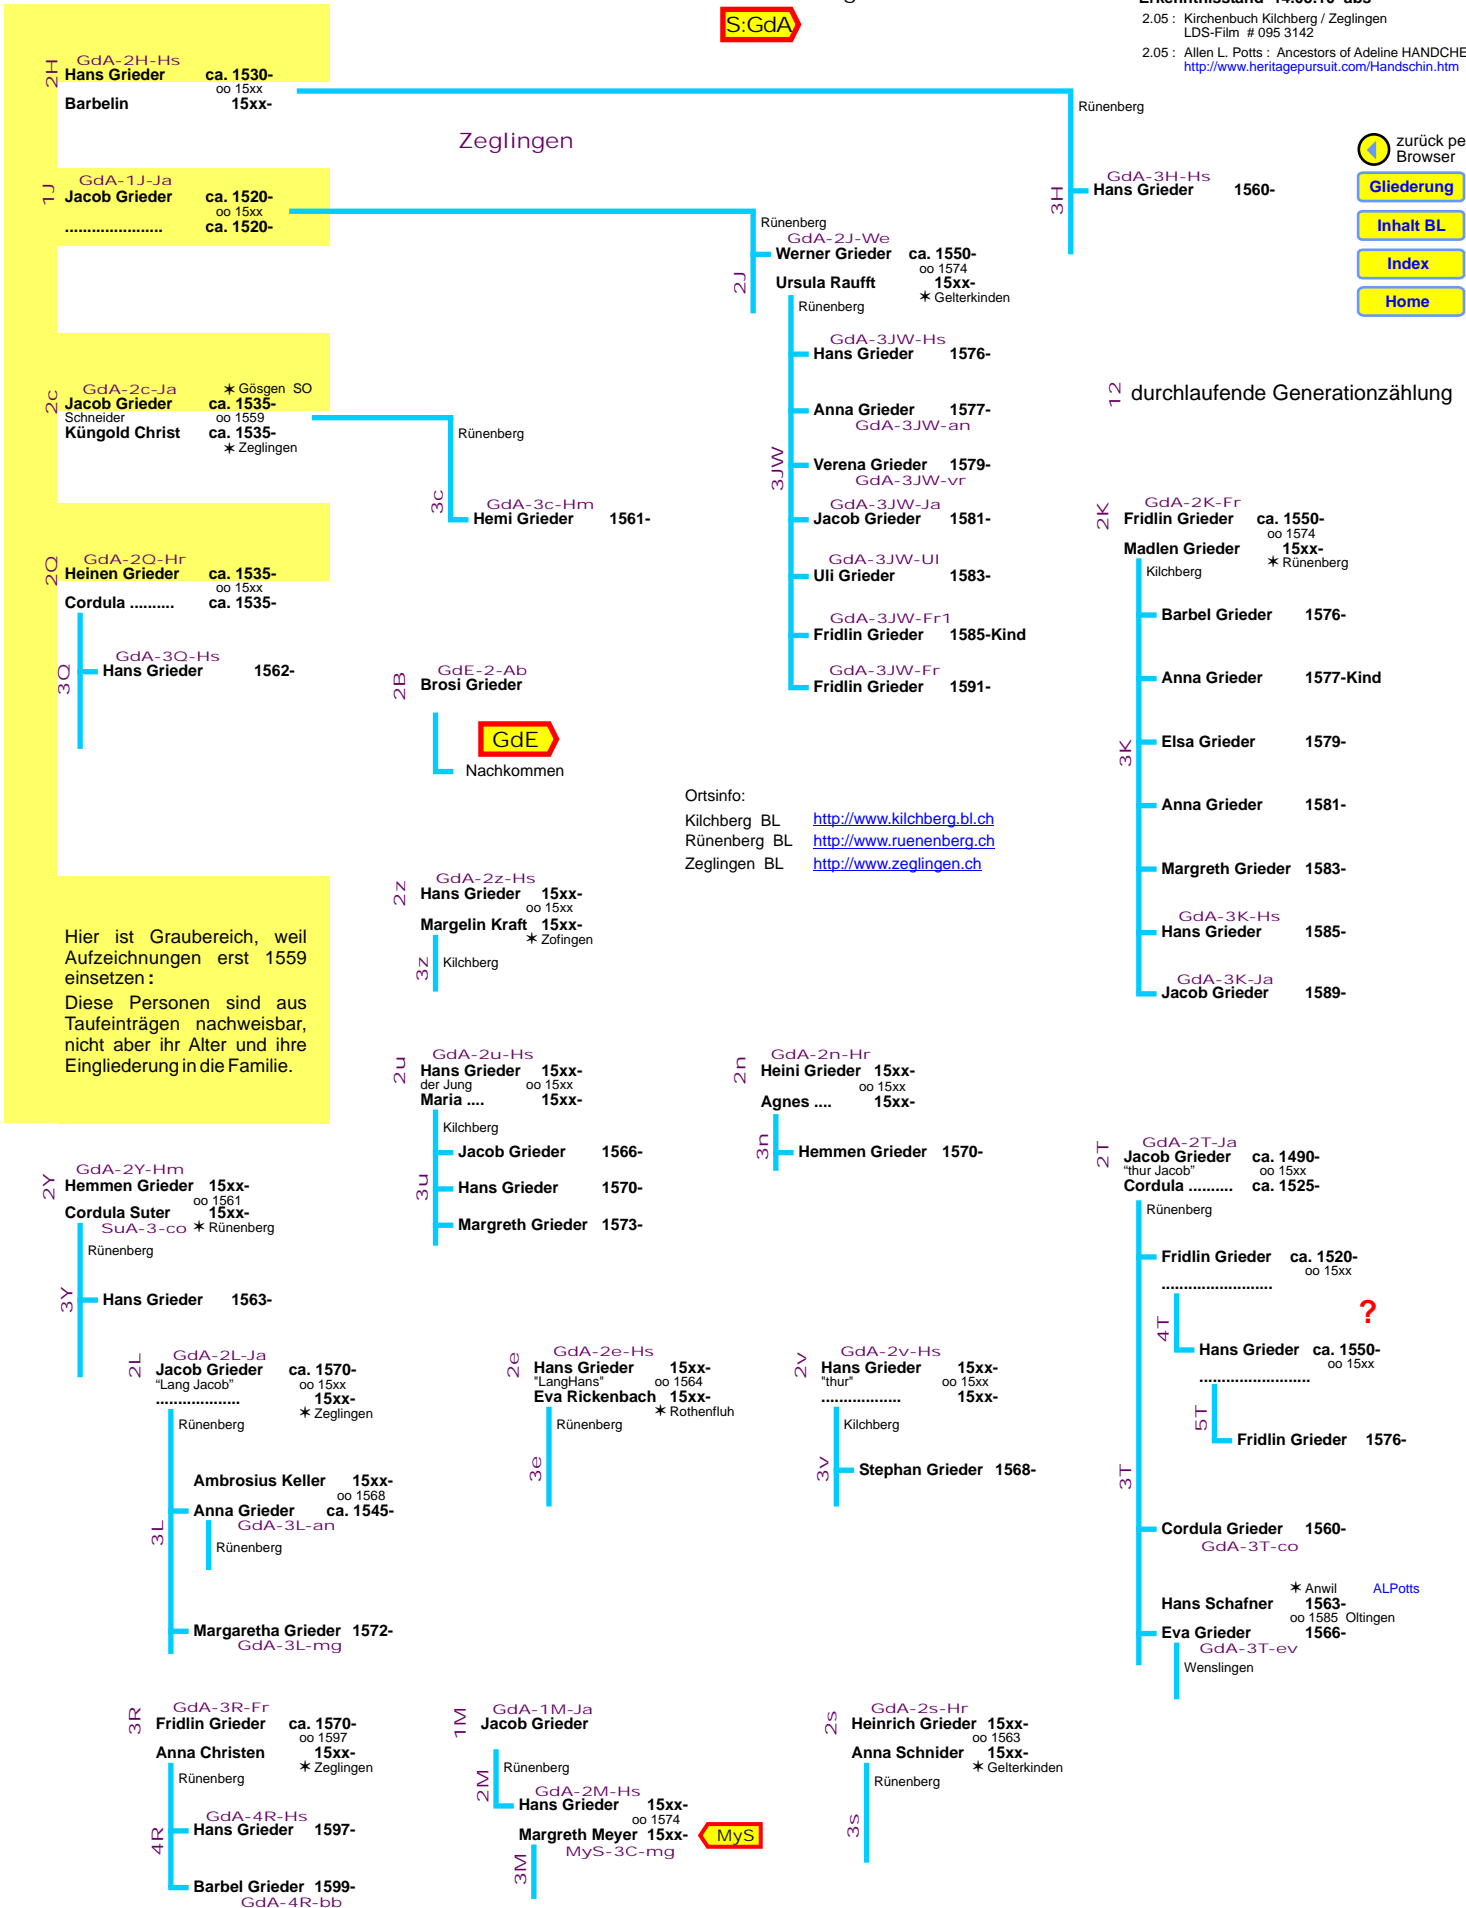 Erkenntnisstand 14.06.10 abs
2.05 : Kirchenbuch Kilchberg / Zeglingen
LDS-Film # 095 3142
2.05 : Allen L. Potts : Ancestors of Adeline HANDCHE
http://www.heritagepursuit.com/Handschin.htm
S:GdA
2H
GdA-2H-Hs
Hans Grieder ca. 1530-
oo 15xx
Barbelin 15xx-
Zeglingen
Rünenberg
3H
GdA-3H-Hs
Hans Grieder 1560-
zurück pe
Browser
Gliederung
Inhalt BL
Index
Home
1J
GdA-1J-Ja
Jacob Grieder ca. 1520-
oo 15xx
...................... ca. 1520-
Rünenberg
2J
GdA-2J-We
Werner Grieder ca. 1550-
oo 1574
Ursula Raufft 15xx-
✶ Gelterkinden
Rünenberg
3JW
GdA-3JW-Hs
Hans Grieder 1576-
Anna Grieder 1577-
GdA-3JW-an
Verena Grieder 1579-
GdA-3JW-vr
GdA-3JW-Ja
Jacob Grieder 1581-
GdA-3JW-Ul
Uli Grieder 1583-
GdA-3JW-Fr1
Fridlin Grieder 1585-Kind
GdA-3JW-Fr
Fridlin Grieder 1591-
12 durchlaufende Generationzählung
2c
GdA-2c-Ja ✶ Gösgen SO
Jacob Grieder ca. 1535-
Schneider oo 1559
Küngold Christ ca. 1535-
✶ Zeglingen
Rünenberg
3c
GdA-3c-Hm
Hemi Grieder 1561-
2Q
GdA-2Q-Hr
Heinen Grieder ca. 1535-
oo 15xx
Cordula .......... ca. 1535-
3Q
GdA-3Q-Hs
Hans Grieder 1562-
2B
GdE-2-Ab
Brosi Grieder
GdE
Nachkommen
2K
GdA-2K-Fr
Fridlin Grieder ca. 1550-
oo 1574
Madlen Grieder 15xx-
✶ Rünenberg
Kilchberg
3K
Barbel Grieder 1576-
Anna Grieder 1577-Kind
Elsa Grieder 1579-
Anna Grieder 1581-
Margreth Grieder 1583-
GdA-3K-Hs
Hans Grieder 1585-
GdA-3K-Ja
Jacob Grieder 1589-
Ortsinfo:
Kilchberg BL http://www.kilchberg.bl.ch
Rünenberg BL http://www.ruenenberg.ch
Zeglingen BL http://www.zeglingen.ch
2z
GdA-2z-Hs
Hans Grieder 15xx-
oo 15xx
Margelin Kraft 15xx-
✶ Zofingen
3z
Kilchberg
Hier ist Graubereich, weil
Aufzeichnungen erst 1559
einsetzen :
Diese Personen sind aus
Taufeinträgen nachweisbar,
nicht aber ihr Alter und ihre
Eingliederung in die Familie.
2u
GdA-2u-Hs
Hans Grieder 15xx-
der Jung oo 15xx
Maria .... 15xx-
Kilchberg
3u
Jacob Grieder 1566-
Hans Grieder 1570-
Margreth Grieder 1573-
2n
GdA-2n-Hr
Heini Grieder 15xx-
oo 15xx
Agnes .... 15xx-
3n
Hemmen Grieder 1570-
2T
GdA-2T-Ja
Jacob Grieder ca. 1490-
"thur Jacob" oo 15xx
Cordula .......... ca. 1525-
Rünenberg
3T
Fridlin Grieder ca. 1520-
oo 15xx
.........................
?
4T
Hans Grieder ca. 1550-
oo 15xx
.........................
5T
Fridlin Grieder 1576-
Cordula Grieder 1560-
GdA-3T-co
✶ Anwil ALPotts
Hans Schafner 1563-
oo 1585 Oltingen
Eva Grieder 1566-
GdA-3T-ev
Wenslingen
2Y
GdA-2Y-Hm
Hemmen Grieder 15xx-
oo 1561
Cordula Suter 15xx-
SuA-3-co ✶ Rünenberg
Rünenberg
3Y
Hans Grieder 1563-
2L
GdA-2L-Ja
Jacob Grieder ca. 1570-
"Lang Jacob" oo 15xx
................... 15xx-
✶ Zeglingen
Rünenberg
3L
Ambrosius Keller 15xx-
oo 1568
Anna Grieder ca. 1545-
GdA-3L-an
Rünenberg
Margaretha Grieder 1572-
GdA-3L-mg
2e
GdA-2e-Hs
Hans Grieder 15xx-
"LangHans" oo 1564
Eva Rickenbach 15xx-
✶ Rothenfluh
Rünenberg
3e
2v
GdA-2v-Hs
Hans Grieder 15xx-
"thur" oo 15xx
.................. 15xx-
Kilchberg
3v
Stephan Grieder 1568-
3R
GdA-3R-Fr
Fridlin Grieder ca. 1570-
oo 1597
Anna Christen 15xx-
✶ Zeglingen
Rünenberg
4R
GdA-4R-Hs
Hans Grieder 1597-
Barbel Grieder 1599-
GdA-4R-bb
1M
GdA-1M-Ja
Jacob Grieder
Rünenberg
2M
GdA-2M-Hs
Hans Grieder 15xx-
oo 1574
Margreth Meyer 15xx-
MyS
MyS-3C-mg
3M
2s
GdA-2s-Hr
Heinrich Grieder 15xx-
oo 1563
Anna Schnider 15xx-
✶ Gelterkinden
Rünenberg
3s